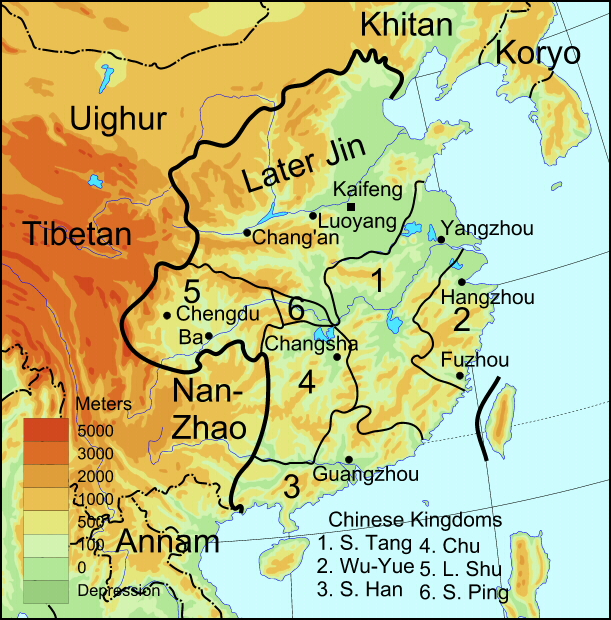 Khitan
Koryo
Uighur
Later Jin
Kaifeng
Luoyang
Tibetan
Chang'an
Yangzhou
1
5
Chengdu
6
Hangzhou
2
Ba
Changsha
Fuzhou
4
Nan-
Zhao
Meters
5000
3000
2000
1000
500
100
0
Depression
Guangzhou
3
Annam
Chinese Kingdoms
1. S. Tang 4. Chu
2. Wu-Yue 5. L. Shu
3. S. Han 6. S. Ping